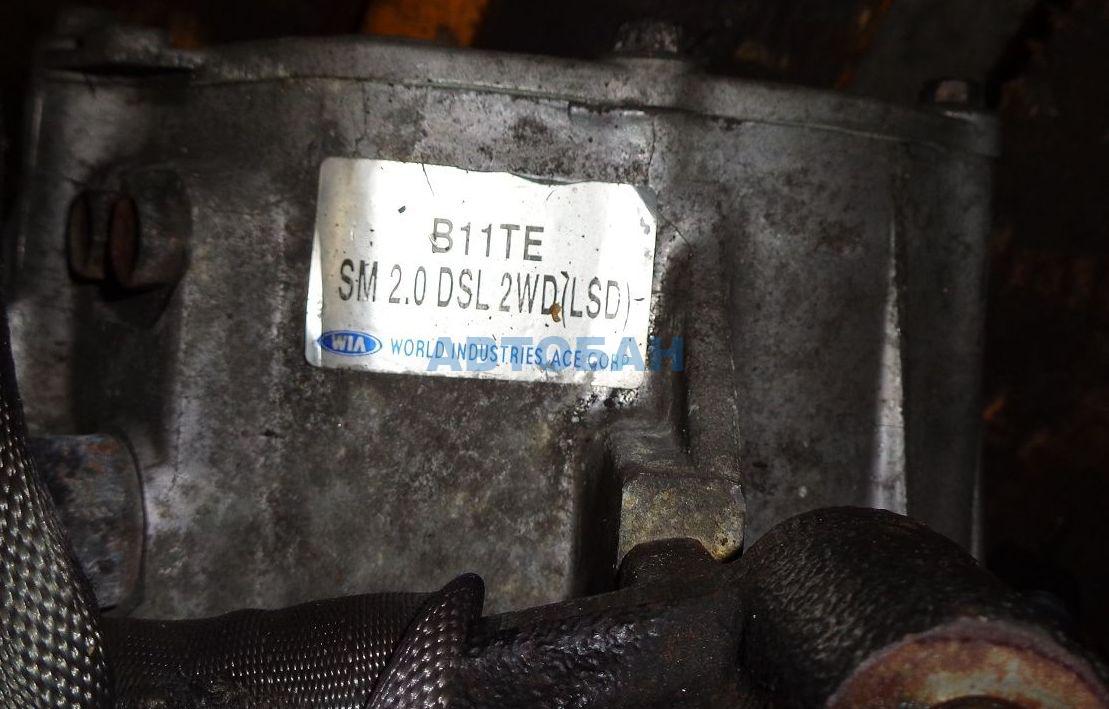 B11TE
SM 2.0 DSL 2WD(LSD)
WIA WORLD INDUSTRIES ACE CORP
АВТОБАН